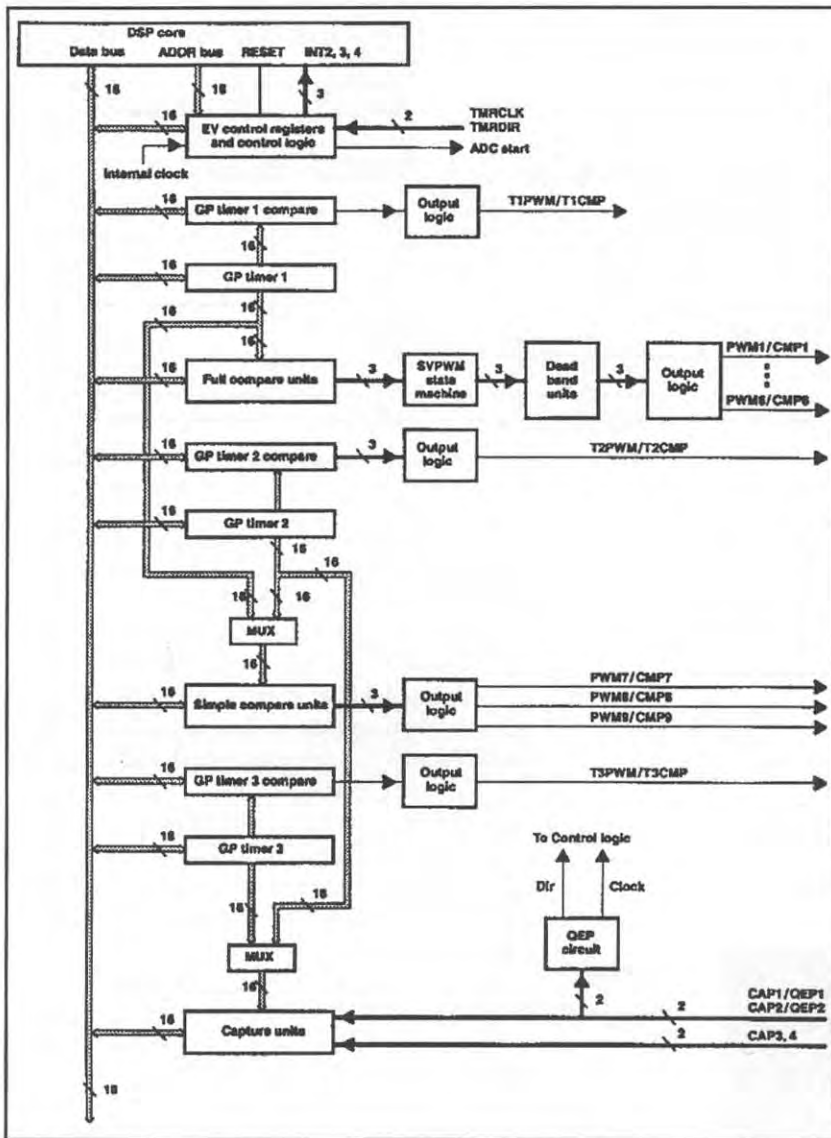 DSP core
Data bus ADDR bus RESET INT2, 3, 4
16 16 3
16 EV control registers 2 TMRCLK
and control logic TMRDIR
ADC start
Internal clock
16 GP timer 1 compare Output T1PWM/T1CMP
logic
16
16 GP timer 1
16
16
16
16 Full compare units 3 SVPWM 3 Dead 3 Output PWM1/CMP1
state band logic
machine units PWM6/CMP6
16 GP timer 2 compare 3 Output T2PWM/T2CMP
logic
16 GP timer 2
16 16
16 16
MUX
16
16 Simple compare units 3 Output PWM7/CMP7
logic PWM8/CMP8
PWM9/CMP9
16 GP timer 3 compare Output T3PWM/T3CMP
logic
16 GP timer 3
To Control logic
Dir Clock
16 16
QEP
circuit
MUX
16 2
16 Capture units 2 CAP1/QEP1
CAP2/QEP2
2 CAP3, 4
16